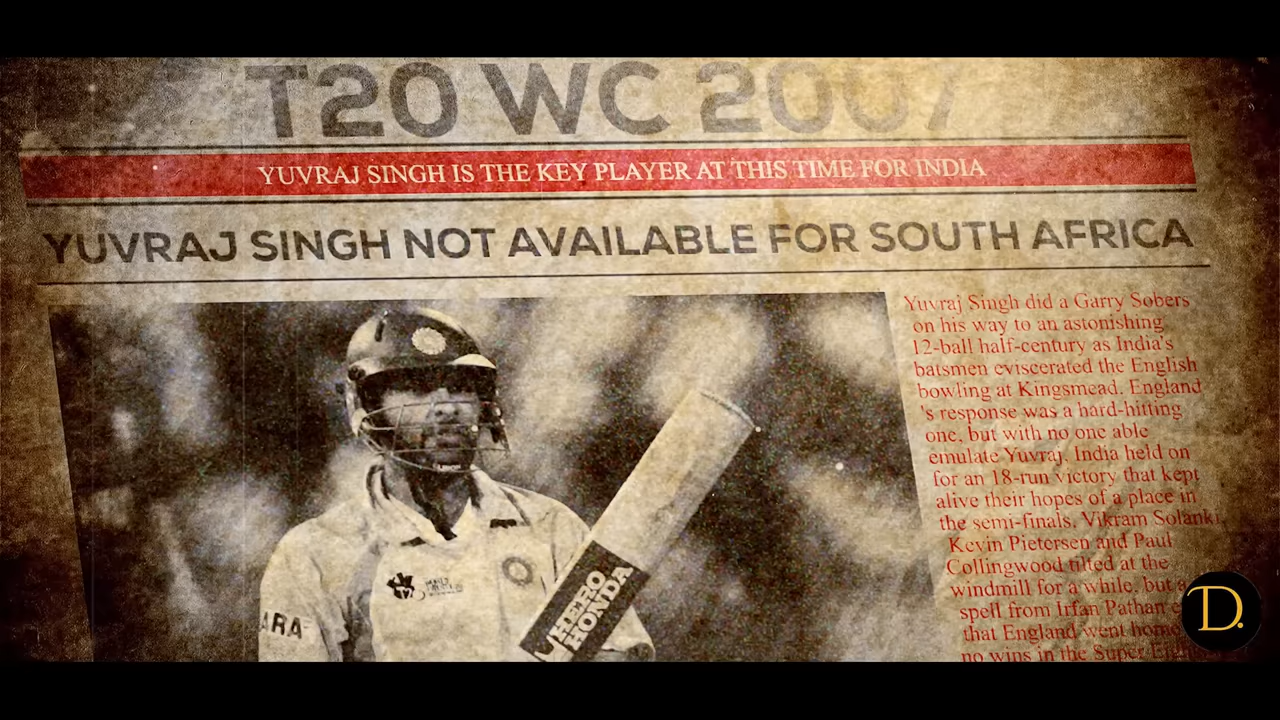 T20 WC 2007
YUVRAJ SINGH IS THE KEY PLAYER AT THIS TIME FOR INDIA
YUVRAJ SINGH NOT AVAILABLE FOR SOUTH AFRICA
Yuvraj Singh did a Garry Sobers
on his way to an astonishing
12-ball half-century as India's
batsmen eviscerated the English
bowling at Kingsmead. England
's response was a hard-hitting
one, but with no one able
emulate Yuvraj. India held on
for an 18-run victory that kept
alive their hopes of a place in
the semi-finals. Vikram Solanki,
Kevin Pietersen and Paul
Collingwood tilted at the
windmill for a while, but a
spell from Irfan Pathan
that England went
no wins in the Super
ARA
HERO
HONDA
D.